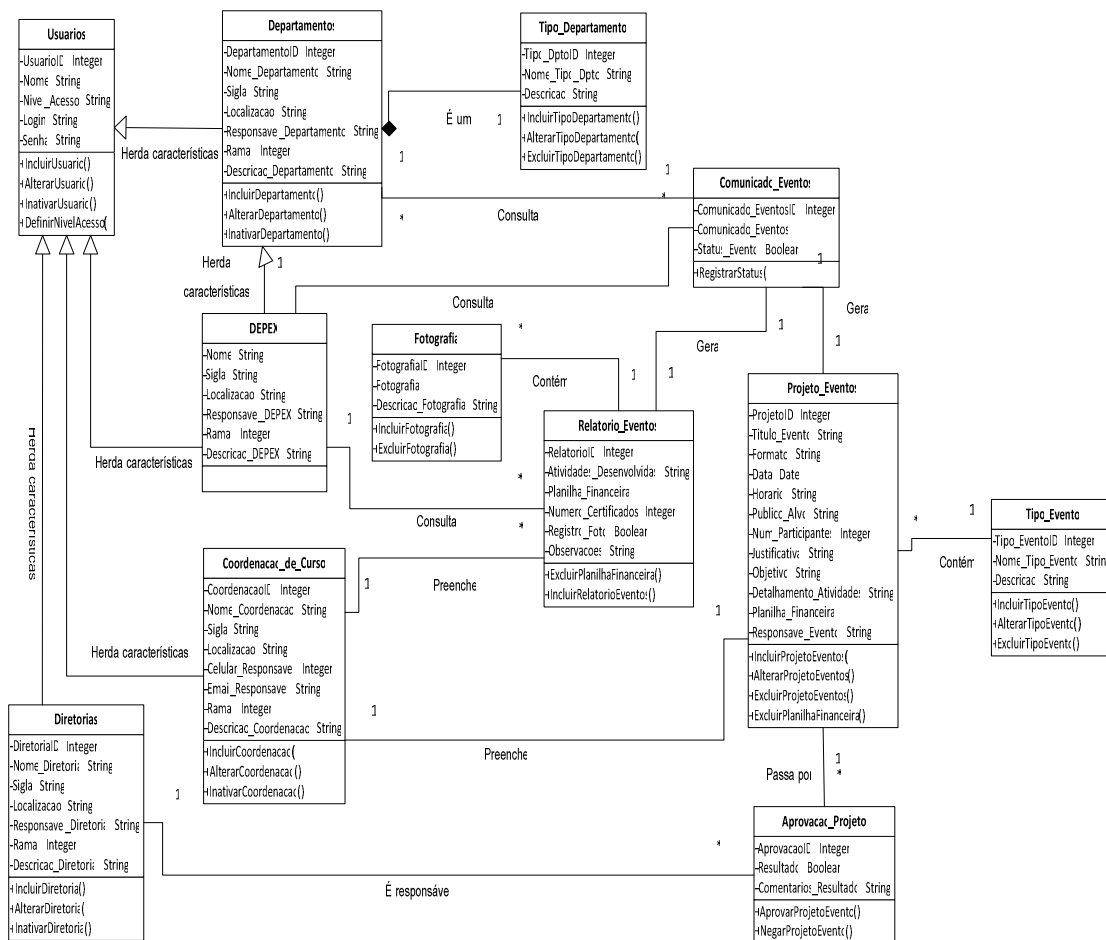 Usuarios
-UsuarioID Integer
-Nome String
-Nive_Acesso String
-Login String
-Senha String
+IncluirUsuario()
+AlterarUsuario()
+InativarUsuario()
+DefinirNivelAcesso(
Departamentos
-DepartamentoID Integer
-Nome_Departamento String
-Sigla String
-Localizacao String
-Responsave_Departamento String
-Rama Integer
-Descricao_Departamento String
+IncluirDepartamento()
+AlterarDepartamento()
+InativarDepartamento()
Tipo_Departamento
-Tipo_DptoID Integer
-Nome_Tipo_Dpto String
-Descricao String
+IncluirTipoDepartamento()
+AlterarTipoDepartamento(
+ExcluirTipoDepartamento()
É um
1
1
Herda característicos
Comunicado_Eventos
-Comunicado_EventosID Integer
-Comunicado_Eventos
-Status_Evento Boolear
+RegistrarStatus(
1
*
*
Consulta
Herda
característicos
1
Consulta
1
Gera
1
Gera
1
1
DEPEX
-Nome String
-Sigla String
-Localizacao String
-Responsave_DEPEX String
-Rama Integer
-Descricao_DEPEX String
Fotografia
-FotografiaID Integer
-Fotografia
-Descricao_Fotografia String
+IncluirFotografia()
+ExcluirFotografia()
*
Contém
1
Relatorio_Eventos
-RelatorioID Integer
-Atividades_Desenvolvidas String
-Planilha_Financeira
-Numero_Certificados Integer
-Registro_Foto Boolear
-Observacoes String
+ExcluirPlanilhaFinanceira()
+IncluirRelatorioEventos()
Projeto_Eventos
-ProjetoID Integer
-Titulo_Evento String
-Formato String
-Data Date
-Horario String
-Publico_Alvo String
-Num_Participantes Integer
-Justificativa String
-Objetivo String
-Detalhamento_Atividades String
-Planilha_Financeira
-Responsave_Evento String
+IncluirProjetoEventos(
+AlterarProjetoEventos()
+ExcluirProjetoEventos()
+ExcluirPlanilhaFinanceira()
Tipo_Evento
-Tipo_EventoID Integer
-Nome_Tipo_Evento String
-Descricao String
+IncluirTipoEvento()
+AlterarTipoEvento()
+ExcluirTipoEvento()
*
1
Contém
Herda característicos
Herda característicos
1
*
Consulta
*
Preenche
1
Coordenacao_de_Curso
-CoordenacaoID Integer
-Nome_Coordenacao String
-Sigla String
-Localizacao String
-Celular_Responsave Integer
-Emai_Responsave String
-Rama Integer
-Descricao_Coordenacao String
+IncluirCoordenacao(
+AlterarCoordenacao()
+InativarCoordenacao()
Herda característicos
1
1
Preenche
Diretorias
-DiretoriaID Integer
-Nome_Diretoria String
-Sigla String
-Localizacao String
-Responsave_Diretoria String
-Rama Integer
-Descricao_Diretoria String
+IncluirDiretoria()
+AlterarDiretoria(
+InativarDiretoria()
1
*
É responsáve
Passa por
1
*
Aprovacao_Projeto
-AprovacaoID Integer
-Resultado Boolear
-Comentarios_Resultado String
+AprovarProjetoEvento()
+NegarProjetoEvento()